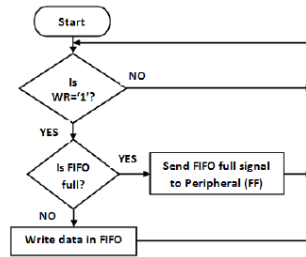 Start
Is
WR='1'?
NO
YES
Is FIFO
full?
YES
Send FIFO full signal
to Peripheral (FF)
NO
Write data in FIFO